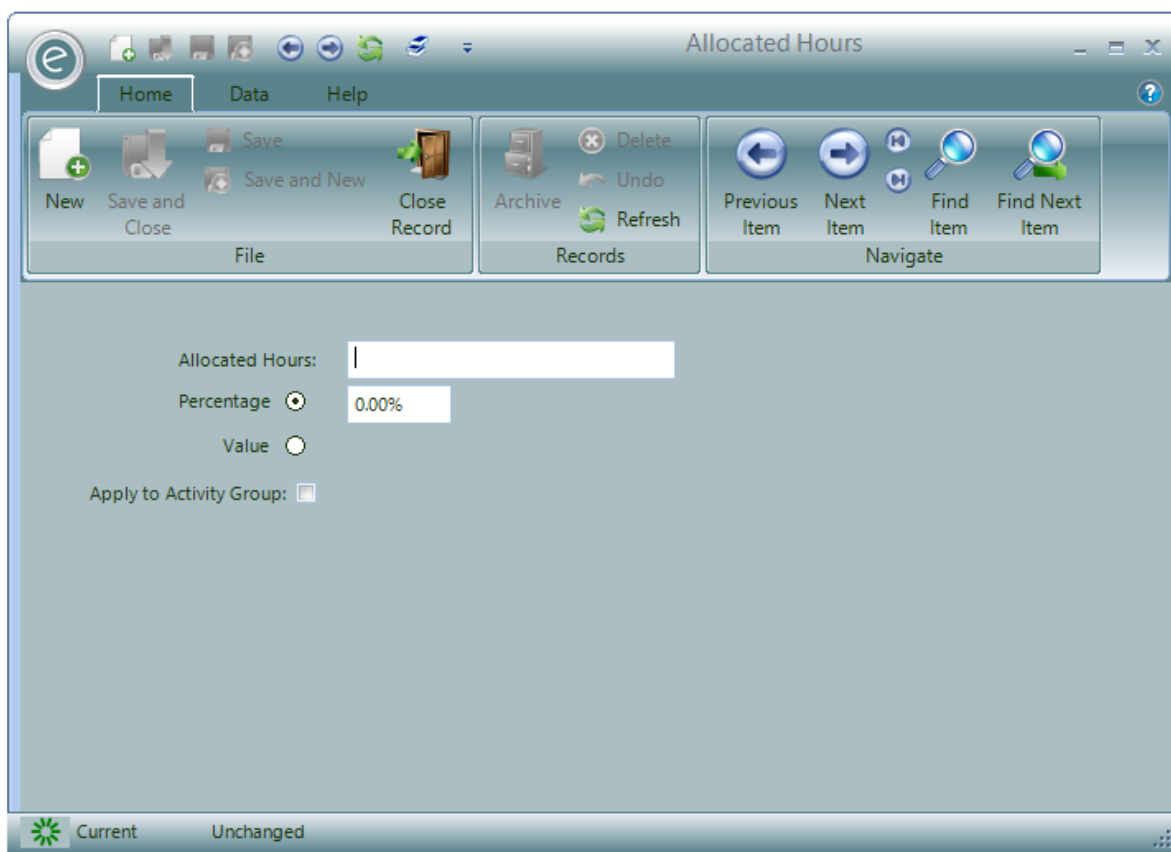 e
Allocated Hours
Home Data Help
?
New
Save and Close
Save
Save and New
Close Record
File
Archive
Delete
Undo
Refresh
Records
Previous Item
Next Item
Find Item
Find Next Item
Navigate
Allocated Hours:
Percentage 0.00%
Value
Apply to Activity Group:
Current Unchanged